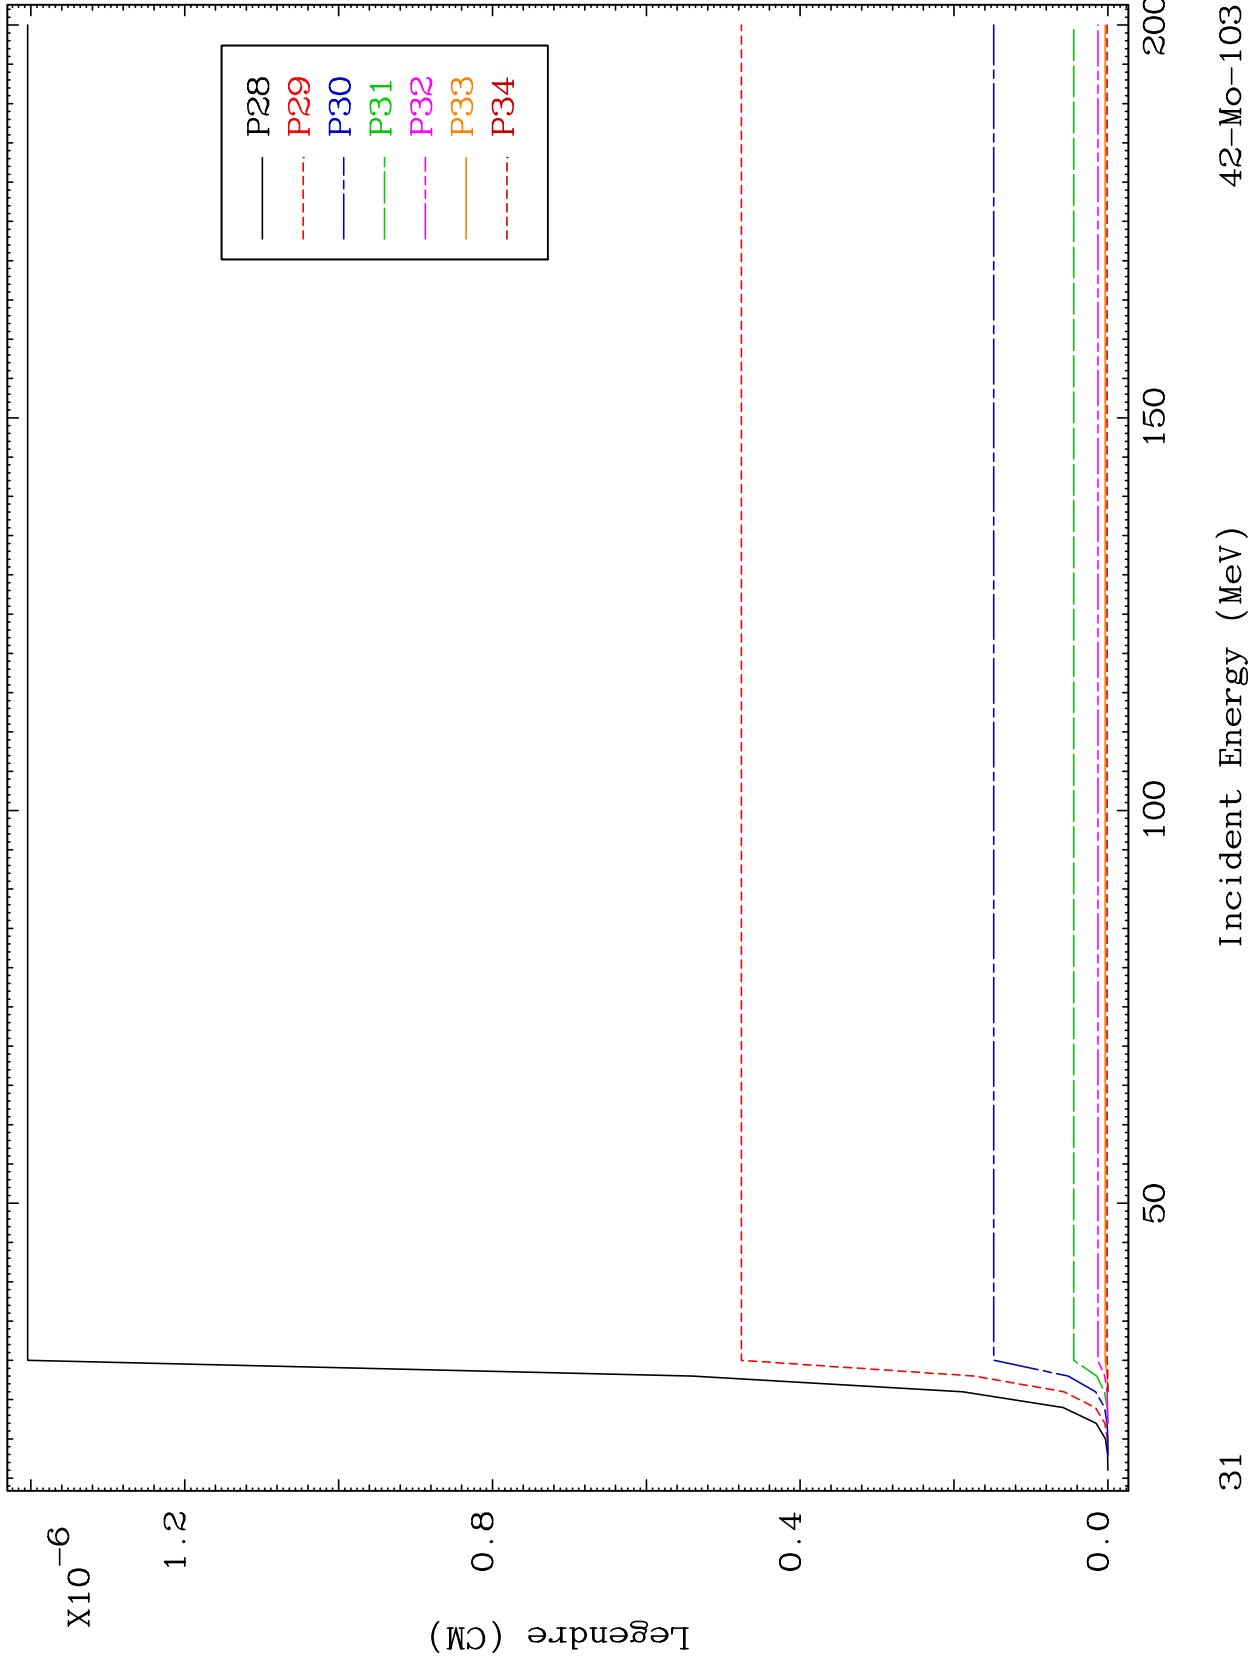 X10-6
Legendre (CM)
1.2
0.8
0.4
0.0
P28
P29
P30
P31
P32
P33
P34
50
100
150
200
Incident Energy (MeV)
31
42-Mo-103